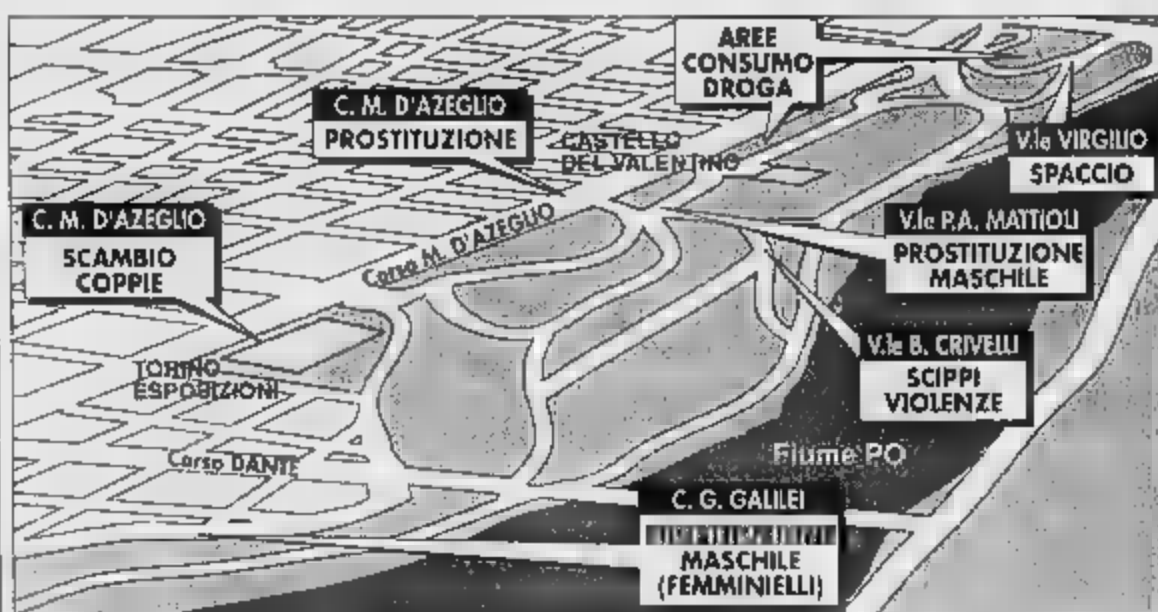 AREE
CONSUMO
DROGA
C. M. D'AZEGLIO
PROSTITUZIONE
CASTELLO
DEL VALENTINO
V.le VIRGILIO
SPACCIO
C. M. D'AZEGLIO
SCAMBIO
COPPIE
Corso M. D'AZEGLIO
V.le P.A. MATTIOLI
PROSTITUZIONE
MASCHILE
V.le B. CRIVELLI
SCIPPI
VIOLENZE
TORINO
ESPOSIZIONI
Corso DANTE
Fiume PO
C. G. GALILEI
MASCHILE
(FEMMINIELLI)